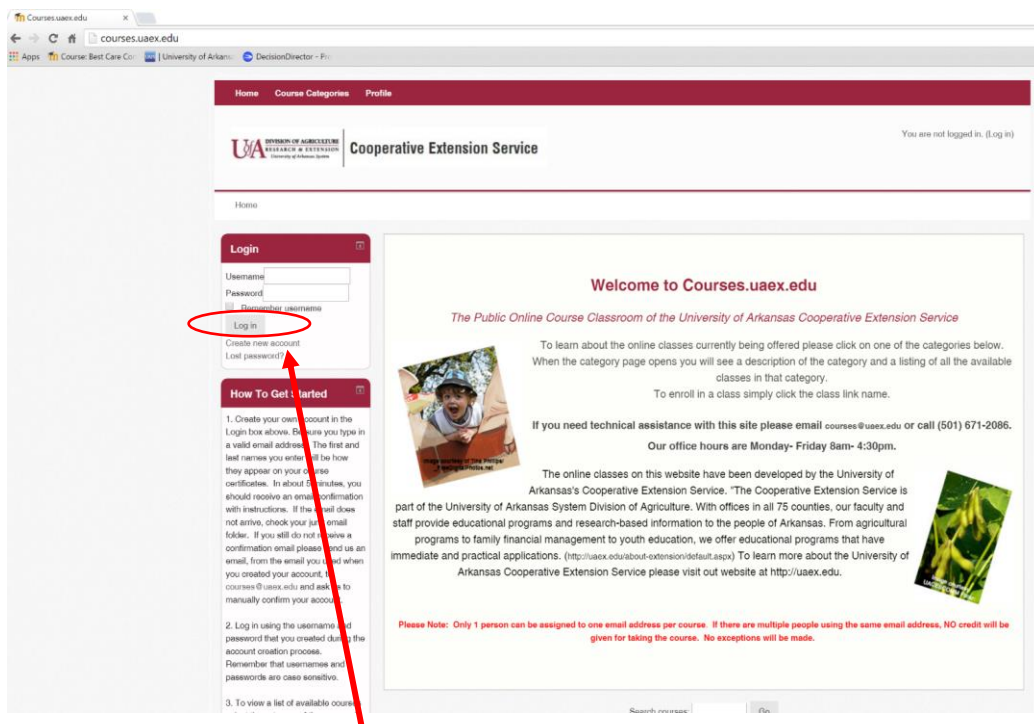 Courses.uaex.edu
courses.uaex.edu
Apps Course: Best Care Co | University of Arkans DecisionDirector - Pr
Home Course Categories Profile
You are not logged in. (Log in)
UofA DIVISION OF AGRICULTURE
RESEARCH & EXTENSION
University of Arkansas System
Cooperative Extension Service
Home
Login
Username
Password
Remember username
Log in
Create new account
Lost password?
How To Get Started
1. Create your own account in the
Login box above. Be sure you type in
a valid email address. The first and
last names you enter will be how
they appear on your course
certificates. In about 5 minutes, you
should receive an email confirmation
with instructions. If the email does
not arrive, check your junk email
folder. If you still do not receive a
confirmation email please send us an
email, from the email you used when
you created your account, to
courses@uaex.edu and ask us to
manually confirm your account.
2. Log in using the username and
password that you created during the
account creation process.
Remember that usernames and
passwords are case sensitive.
3. To view a list of available courses
Welcome to Courses.uaex.edu
The Public Online Course Classroom of the University of Arkansas Cooperative Extension Service
To learn about the online classes currently being offered please click on one of the categories below.
When the category page opens you will see a description of the category and a listing of all the available
classes in that category.
To enroll in a class simply click the class link name.
If you need technical assistance with this site please email courses@uaex.edu or call (501) 671-2086.
Our office hours are Monday- Friday 8am- 4:30pm.
Image courtesy of
FreeDigitalPhotos.net
The online classes on this website have been developed by the University of
Arkansas's Cooperative Extension Service. "The Cooperative Extension Service is
part of the University of Arkansas System Division of Agriculture. With offices in all 75 counties, our faculty and
staff provide educational programs and research-based information to the people of Arkansas. From agricultural
programs to family financial management to youth education, we offer educational programs that have
immediate and practical applications. (http://uaex.edu/about-extension/default.aspx) To learn more about the University of
Arkansas Cooperative Extension Service please visit out website at http://uaex.edu.
Please Note: Only 1 person can be assigned to one email address per course. If there are multiple people using the same email address, NO credit will be
given for taking the course. No exceptions will be made.
Search courses: Go